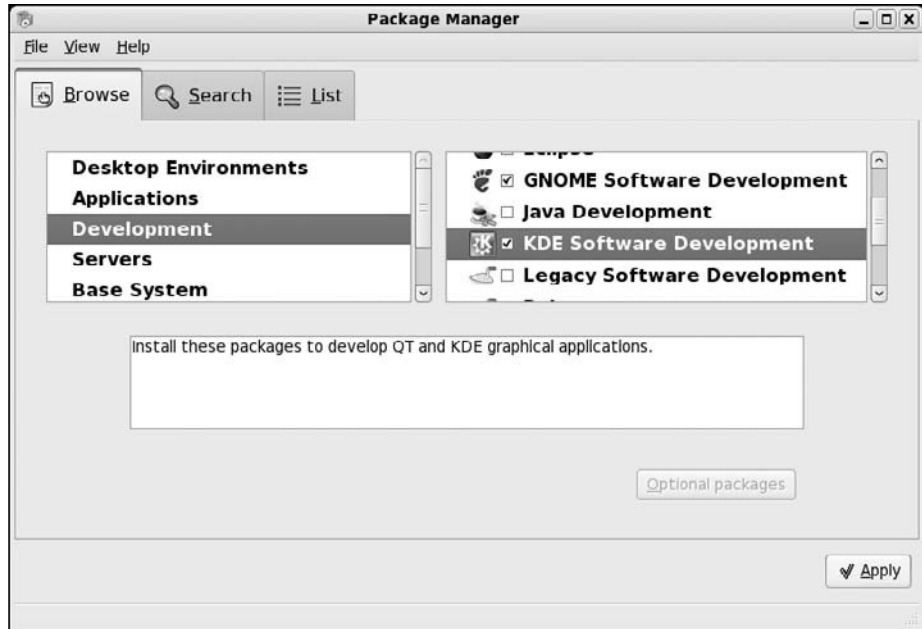 Package Manager
File View Help
Browse Search List
Desktop Environments
Applications
Development
Servers
Base System
GNOME Software Development
Java Development
KDE Software Development
Legacy Software Development
Install these packages to develop QT and KDE graphical applications.
Optional packages
Apply